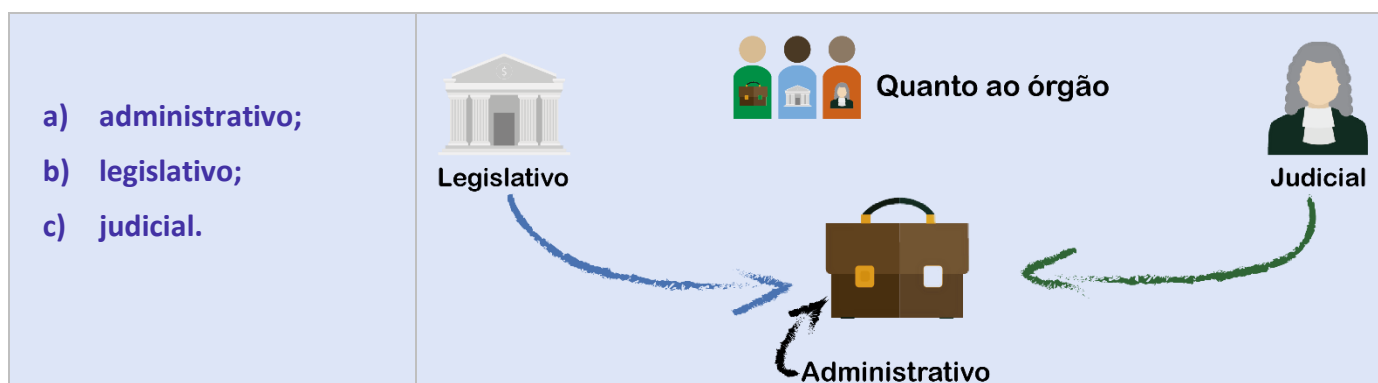 a) administrativo;
b) legislativo;
c) judicial.
Quanto ao órgão
Legislativo
Judicial
Administrativo